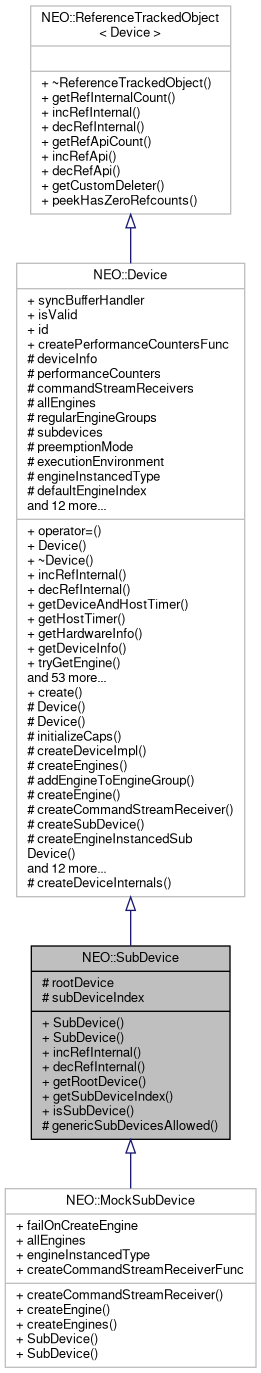 NEO::ReferenceTrackedObject
< Device >
+ ~ReferenceTrackedObject()
+ getRefInternalCount()
+ incRefInternal()
+ decRefInternal()
+ getRefApiCount()
+ incRefApi()
+ decRefApi()
+ getCustomDeleter()
+ peekHasZeroRefcounts()
NEO::Device
+ syncBufferHandler
+ isValid
+ id
+ createPerformanceCountersFunc
# deviceInfo
# performanceCounters
# commandStreamReceivers
# allEngines
# regularEngineGroups
# subdevices
# preemptionMode
# executionEnvironment
# engineInstancedType
# defaultEngineIndex
and 12 more...
+ operator=()
+ Device()
+ ~Device()
+ incRefInternal()
+ decRefInternal()
+ getDeviceAndHostTimer()
+ getHostTimer()
+ getHardwareInfo()
+ getDeviceInfo()
+ tryGetEngine()
and 53 more...
+ create()
# Device()
# Device()
# initializeCaps()
# createDeviceImpl()
# createEngines()
# addEngineToEngineGroup()
# createEngine()
# createCommandStreamReceiver()
# createSubDevice()
# createEngineInstancedSub
Device()
and 12 more...
# createDeviceInternals()
NEO::SubDevice
# rootDevice
# subDeviceIndex
+ SubDevice()
+ SubDevice()
+ incRefInternal()
+ decRefInternal()
+ getRootDevice()
+ getSubDeviceIndex()
+ isSubDevice()
# genericSubDevicesAllowed()
NEO::MockSubDevice
+ failOnCreateEngine
+ allEngines
+ engineInstancedType
+ createCommandStreamReceiverFunc
+ createCommandStreamReceiver()
+ createEngine()
+ createEngines()
+ SubDevice()
+ SubDevice()